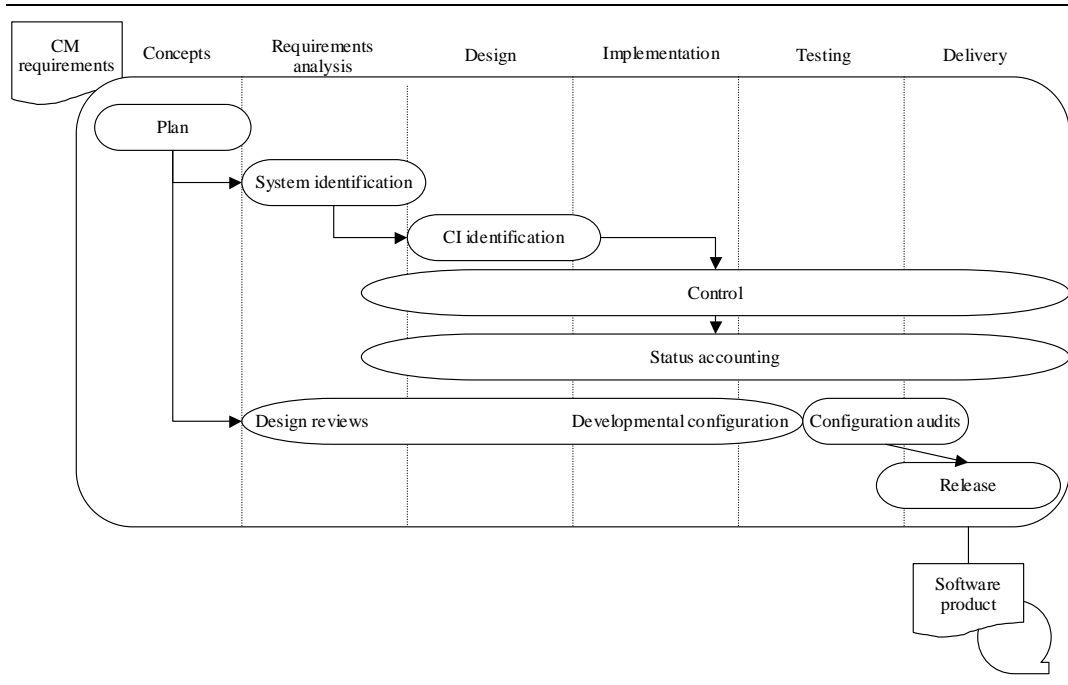 CM
requirements
Concepts
Requirements
analysis
Design
Implementation
Testing
Delivery
Plan
System identification
CI identification
Control
Status accounting
Design reviews
Developmental configuration
Configuration audits
Release
Software
product